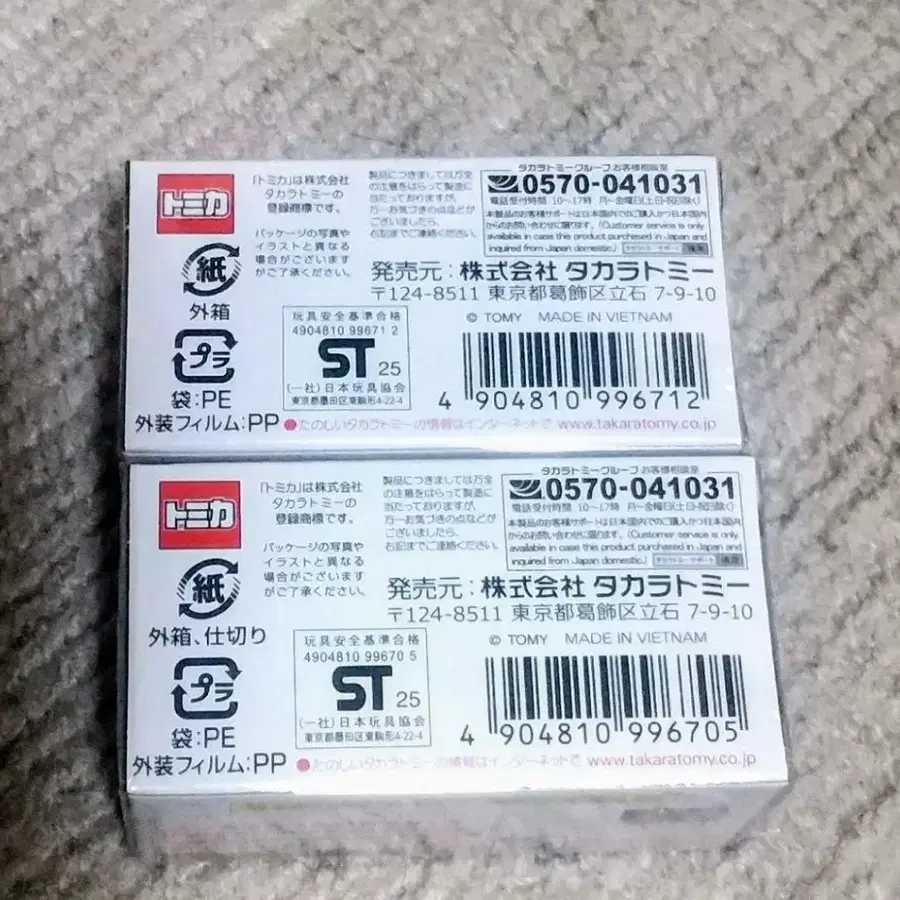 トミカ
「トミカ」は株式会社
タカラトミーの
登録商標です。
パッケージの写真や
イラストと異なる
場合がございますが
ご了承ください。
製品につきましては万全
の注意をはらって製造に
当たっておりますが、
万一お気づきの点などが
ございましたら、
右記までご連絡ください。
タカラトミーグループ お客様相談室
0570-041031
電話受付時間 10〜17時 月〜金曜日(土・日・祝日除く)
本製品のお客様サポートは日本国内でのご購入かつ日本国内
からのお問い合わせに限ります。(Customer service is only
available in case this product purchased in Japan and
inquired from Japan domestic.)
タカラトミー サポート 検索
発売元：株式会社 タカラトミー
〒124-8511 東京都葛飾区立石 7-9-10
© TOMY MADE IN VIETNAM
紙
外箱
プラ
袋:PE
外装フィルム:PP
玩具安全基準合格
4904810 99671 2
ST 25
(一社)日本玩具協会
東京都墨田区東駒形4-22-4
4 904810 996712
●たのしいタカラトミーの情報はインターネットで www.takaratomy.co.jp
トミカ
「トミカ」は株式会社
タカラトミーの
登録商標です。
パッケージの写真や
イラストと異なる
場合がございますが
ご了承ください。
製品につきましては万全
の注意をはらって製造に
当たっておりますが、
万一お気づきの点などが
ございましたら、
右記までご連絡ください。
タカラトミーグループ お客様相談室
0570-041031
電話受付時間 10〜17時 月〜金曜日(土・日・祝日除く)
本製品のお客様サポートは日本国内でのご購入かつ日本国内
からのお問い合わせに限ります。(Customer service is only
available in case this product purchased in Japan and
inquired from Japan domestic.)
タカラトミー サポート 検索
発売元：株式会社 タカラトミー
〒124-8511 東京都葛飾区立石 7-9-10
© TOMY MADE IN VIETNAM
紙
外箱、仕切り
プラ
袋:PE
外装フィルム:PP
玩具安全基準合格
4904810 99670 5
ST 25
(一社)日本玩具協会
東京都墨田区東駒形4-22-4
4 904810 996705
●たのしいタカラトミーの情報はインターネットで www.takaratomy.co.jp